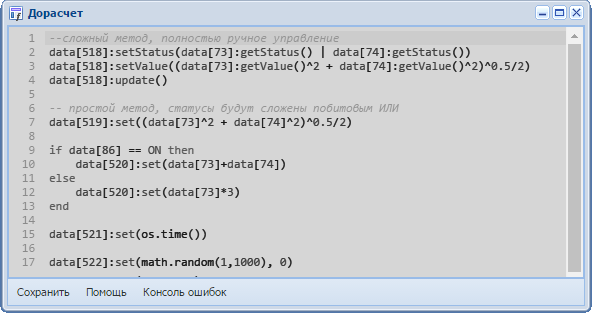 Дорасчет
1 --сложный метод, полностью ручное управление
2 data[518]:setStatus(data[73]:getStatus() | data[74]:getStatus())
3 data[518]:setValue((data[73]:getValue()^2 + data[74]:getValue()^2)^0.5/2)
4 data[518]:update()
5
6 -- простой метод, статусы будут сложены побитовым ИЛИ
7 data[519]:set((data[73]^2 + data[74]^2)^0.5/2)
8
9 if data[86] == ON then
10 data[520]:set(data[73]+data[74])
11 else
12 data[520]:set(data[73]*3)
13 end
14
15 data[521]:set(os.time())
16
17 data[522]:set(math.random(1,1000), 0)
Сохранить Помощь Консоль ошибок